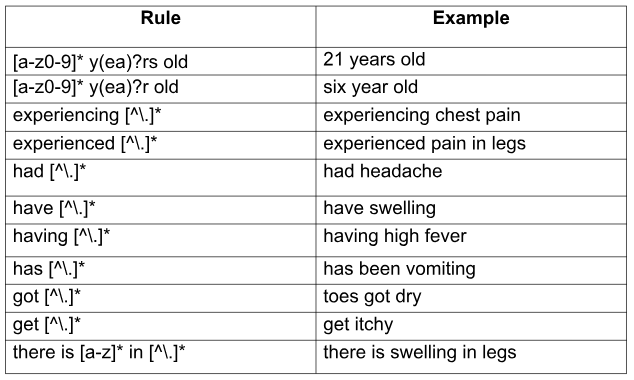 Rule Example
[a-z0-9]* y(ea)?rs old 21 years old
[a-z0-9]* y(ea)?r old six year old
experiencing [^\.]* experiencing chest pain
experienced [^\.]* experienced pain in legs
had [^\.]* had headache
have [^\.]* have swelling
having [^\.]* having high fever
has [^\.]* has been vomiting
got [^\.]* toes got dry
get [^\.]* get itchy
there is [a-z]* in [^\.]* there is swelling in legs